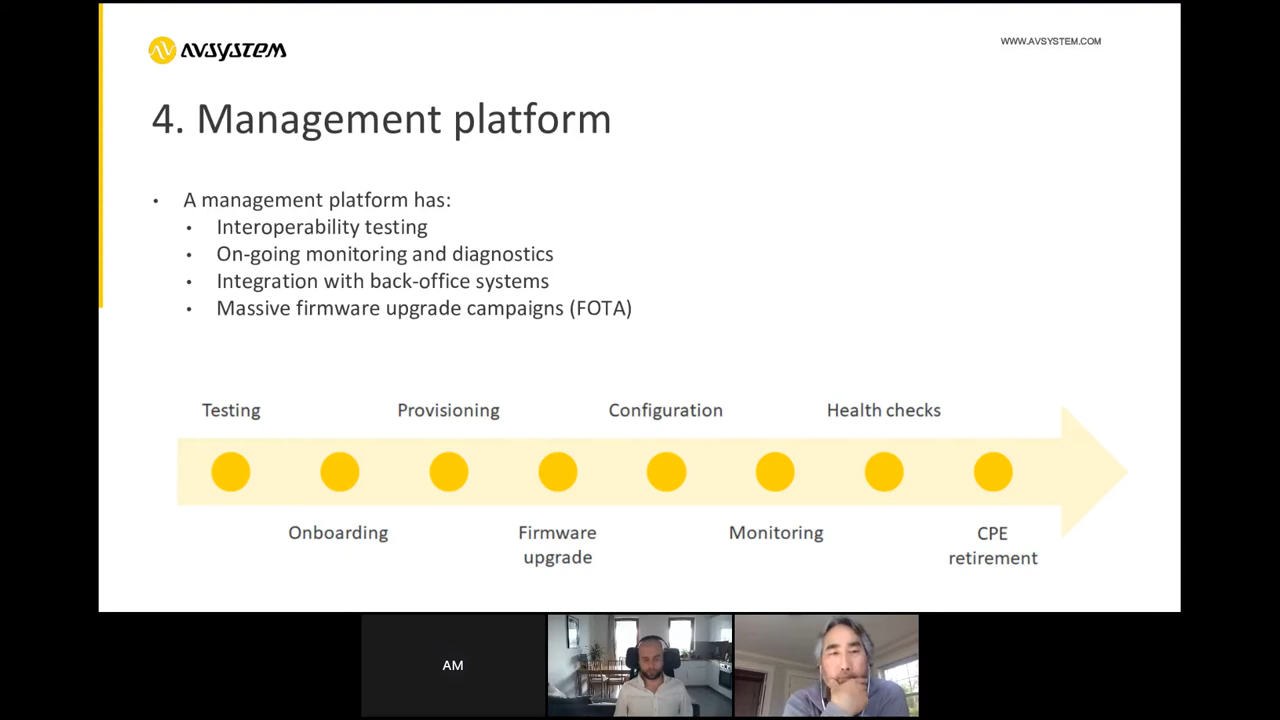 AVSYSTEM
WWW.AVSYSTEM.COM
4. Management platform
• A management platform has:
• Interoperability testing
• On-going monitoring and diagnostics
• Integration with back-office systems
• Massive firmware upgrade campaigns (FOTA)
Testing
Provisioning
Configuration
Health checks
Onboarding
Firmware
upgrade
Monitoring
CPE
retirement
AM